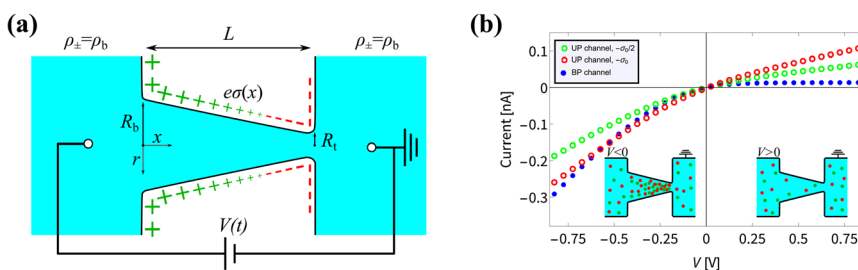 (a)
ρ±=ρb
L
ρ±=ρb
eσ(x)
Rb
x
r
Rt
V(t)
(b)
UP channel, -σ0/2
UP channel, -σ0
BP channel
Current [nA]
0.1
0
-0.1
-0.2
-0.3
V<0
V>0
-0.75
-0.5
-0.25
0
0.25
0.5
0.75
V [V]